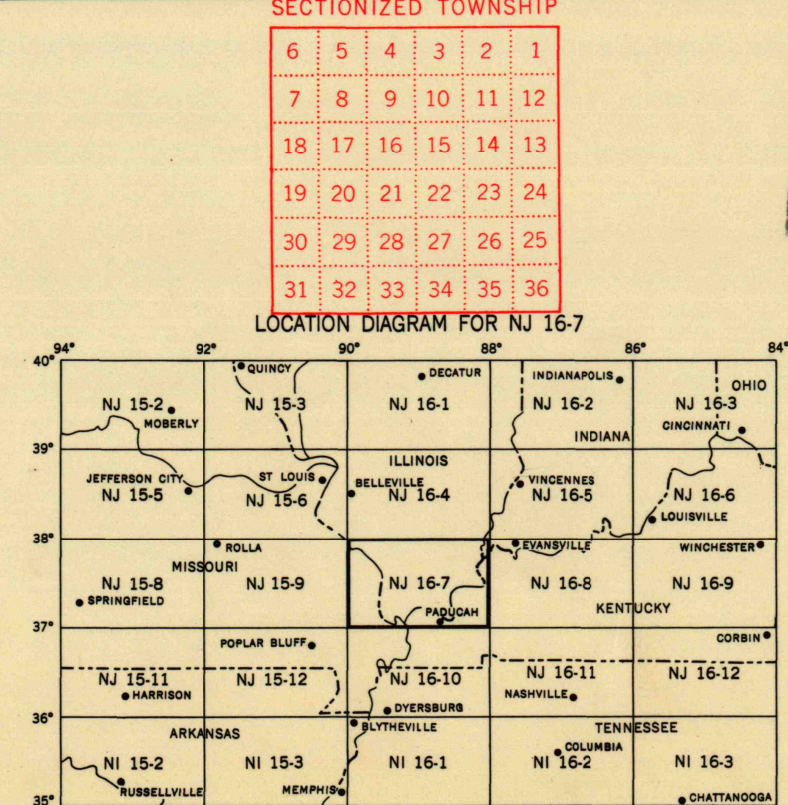 SECTIONIZED TOWNSHIP
6 5 4 3 2 1
7 8 9 10 11 12
18 17 16 15 14 13
19 20 21 22 23 24
30 29 28 27 26 25
31 32 33 34 35 36
LOCATION DIAGRAM FOR NJ 16-7
94° 92° 90° 88° 86° 84°
40°
QUINCY
DECATUR
INDIANAPOLIS
OHIO
NJ 15-2
NJ 15-3
NJ 16-1
NJ 16-2
NJ 16-3
MOBERLY
CINCINNATI
INDIANA
39°
ILLINOIS
JEFFERSON CITY
ST LOUIS
BELLEVILLE
VINCENNES
NJ 15-5
NJ 15-6
NJ 16-4
NJ 16-5
NJ 16-6
LOUISVILLE
38°
ROLLA
EVANSVILLE
WINCHESTER
MISSOURI
NJ 15-8
NJ 15-9
NJ 16-7
NJ 16-8
NJ 16-9
SPRINGFIELD
PADUCAH
KENTUCKY
37°
POPLAR BLUFF
CORBIN
NJ 15-11
NJ 15-12
NJ 16-10
NJ 16-11
NJ 16-12
HARRISON
NASHVILLE
DYERSBURG
36°
BLYTHEVILLE
ARKANSAS
TENNESSEE
COLUMBIA
NI 15-2
NI 15-3
NI 16-1
NI 16-2
NI 16-3
RUSSELLVILLE
MEMPHIS
CHATTANOOGA
35°